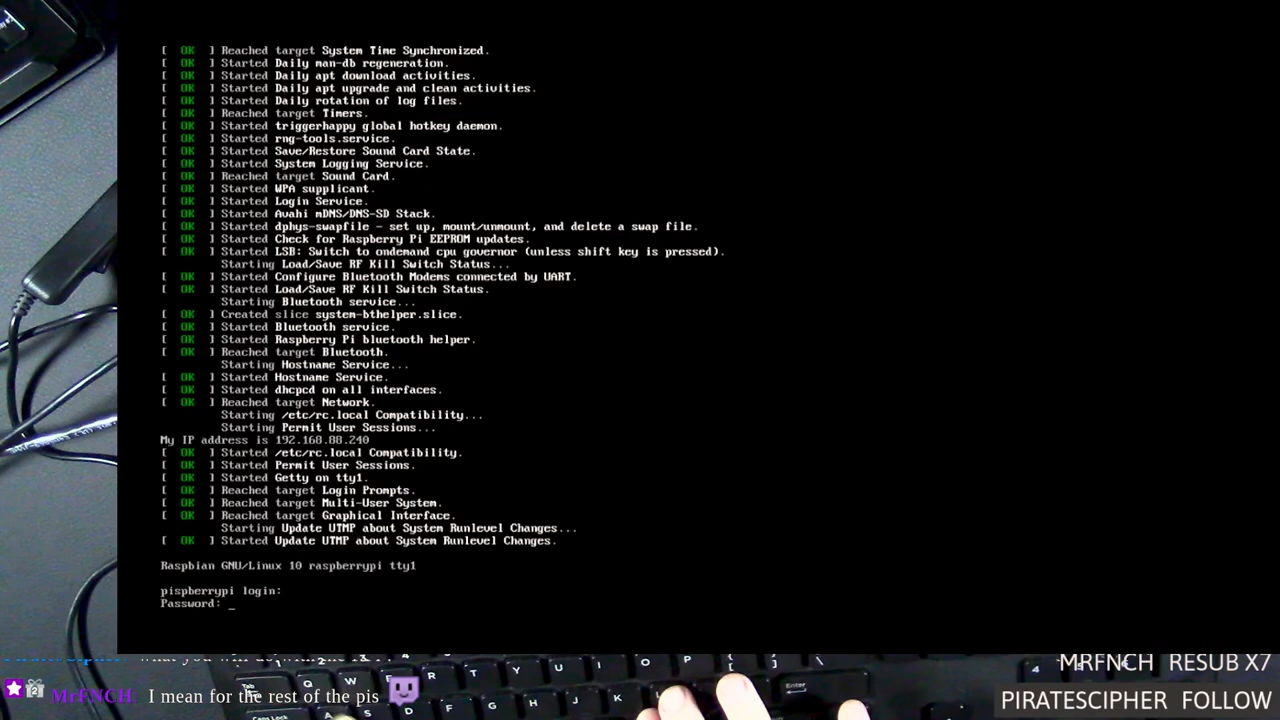 [  OK  ] Reached target System Time Synchronized.
[  OK  ] Started Daily man-db regeneration.
[  OK  ] Started Daily apt download activities.
[  OK  ] Started Daily apt upgrade and clean activities.
[  OK  ] Started Daily rotation of log files.
[  OK  ] Reached target Timers.
[  OK  ] Started triggerhappy global hotkey daemon.
[  OK  ] Started rng-tools.service.
[  OK  ] Started Save/Restore Sound Card State.
[  OK  ] Started System Logging Service.
[  OK  ] Reached target Sound Card.
[  OK  ] Started WPA supplicant.
[  OK  ] Started Login Service.
[  OK  ] Started Avahi mDNS/DNS-SD Stack.
[  OK  ] Started dphys-swapfile - set up, mount/unmount, and delete a swap file.
[  OK  ] Started Check for Raspberry Pi EEPROM updates.
[  OK  ] Started LSB: Switch to ondemand cpu governor (unless shift key is pressed).
Starting Load/Save RF Kill Switch Status...
[  OK  ] Started Configure Bluetooth Modems connected by UART.
[  OK  ] Started Load/Save RF Kill Switch Status.
Starting Bluetooth service...
[  OK  ] Created slice system-bthelper.slice.
[  OK  ] Started Bluetooth service.
[  OK  ] Started Raspberry Pi bluetooth helper.
[  OK  ] Reached target Bluetooth.
Starting Hostname Service...
[  OK  ] Started Hostname Service.
[  OK  ] Started dhcpcd on all interfaces.
[  OK  ] Reached target Network.
Starting /etc/rc.local Compatibility...
Starting Permit User Sessions...
My IP address is 192.168.88.240
[  OK  ] Started /etc/rc.local Compatibility.
[  OK  ] Started Permit User Sessions.
[  OK  ] Started Getty on tty1.
[  OK  ] Reached target Login Prompts.
[  OK  ] Reached target Multi-User System.
[  OK  ] Reached target Graphical Interface.
Starting Update UTMP about System Runlevel Changes...
[  OK  ] Started Update UTMP about System Runlevel Changes.
Raspbian GNU/Linux 10 raspberrypi tty1
pispberrypi login:
Password: _
MRFNCH RESUB X7
MrFNCH I mean for the rest of the pis
PIRATESCIPHER FOLLOW
Tab Q W E R T Y U I O P [ ] \
Enter
Caps Lock A S D F G H J K L